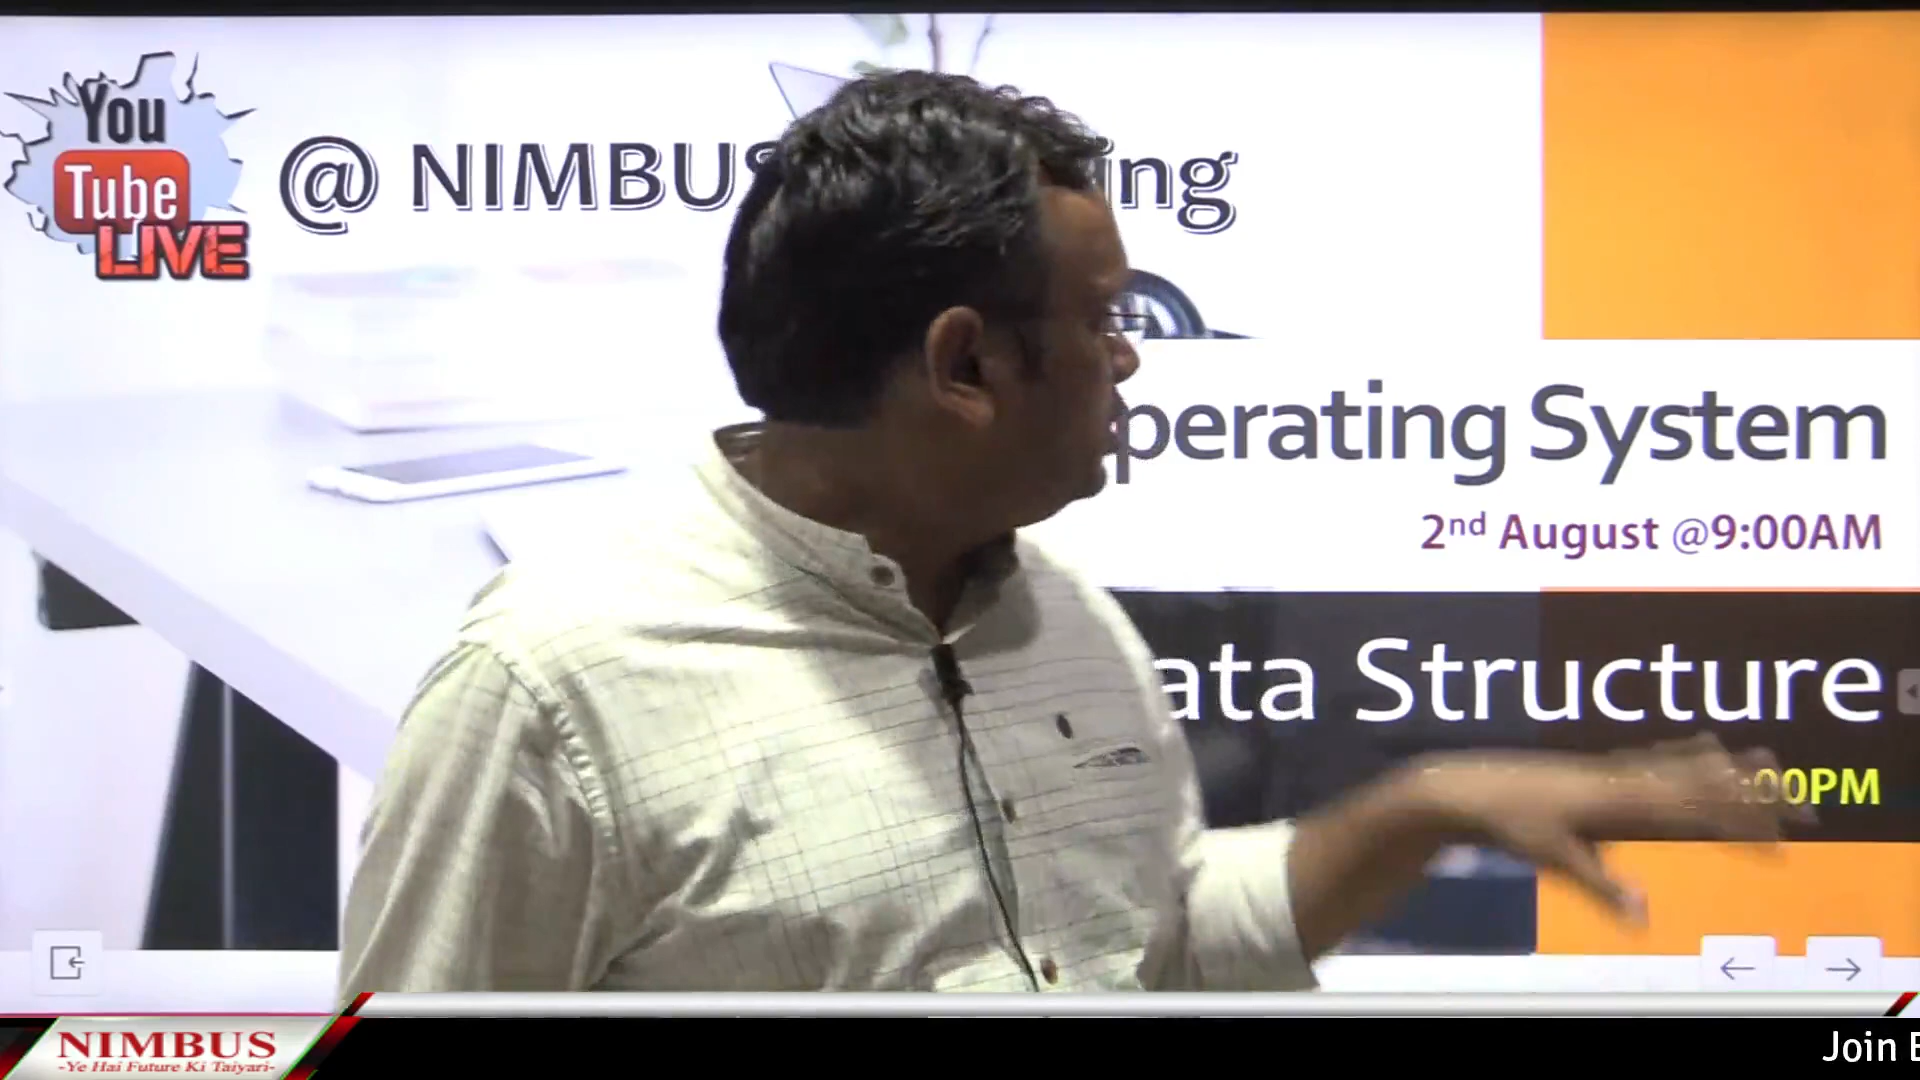 You
Tube
LIVE
@ NIMBUS ing
perating System
2nd August @9:00AM
ata Structure
:00PM
NIMBUS
-Ye Hai Future Ki Taiyari-
Join